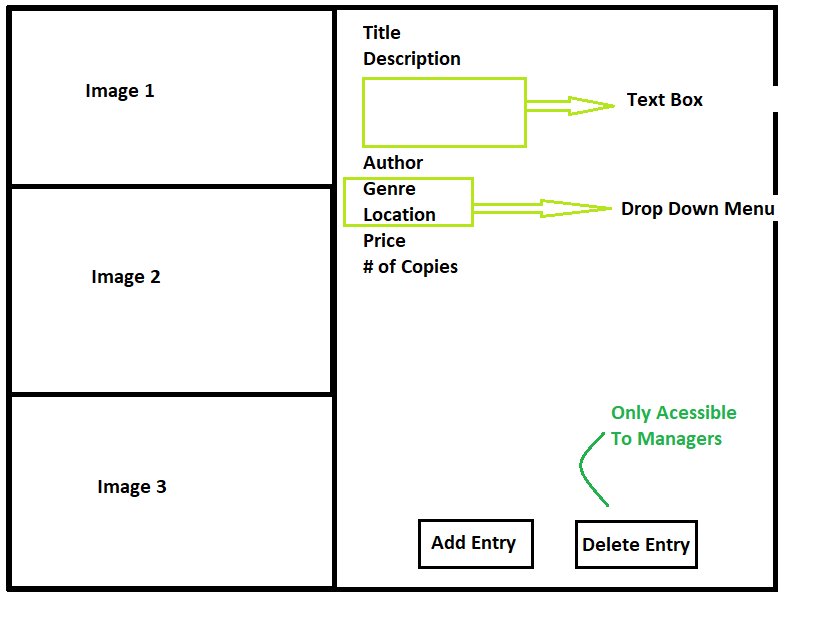 Image 1
Image 2
Image 3
Title
Description
Text Box
Author
Genre
Location
Drop Down Menu
Price
# of Copies
Only Acessible
To Managers
Add Entry
Delete Entry